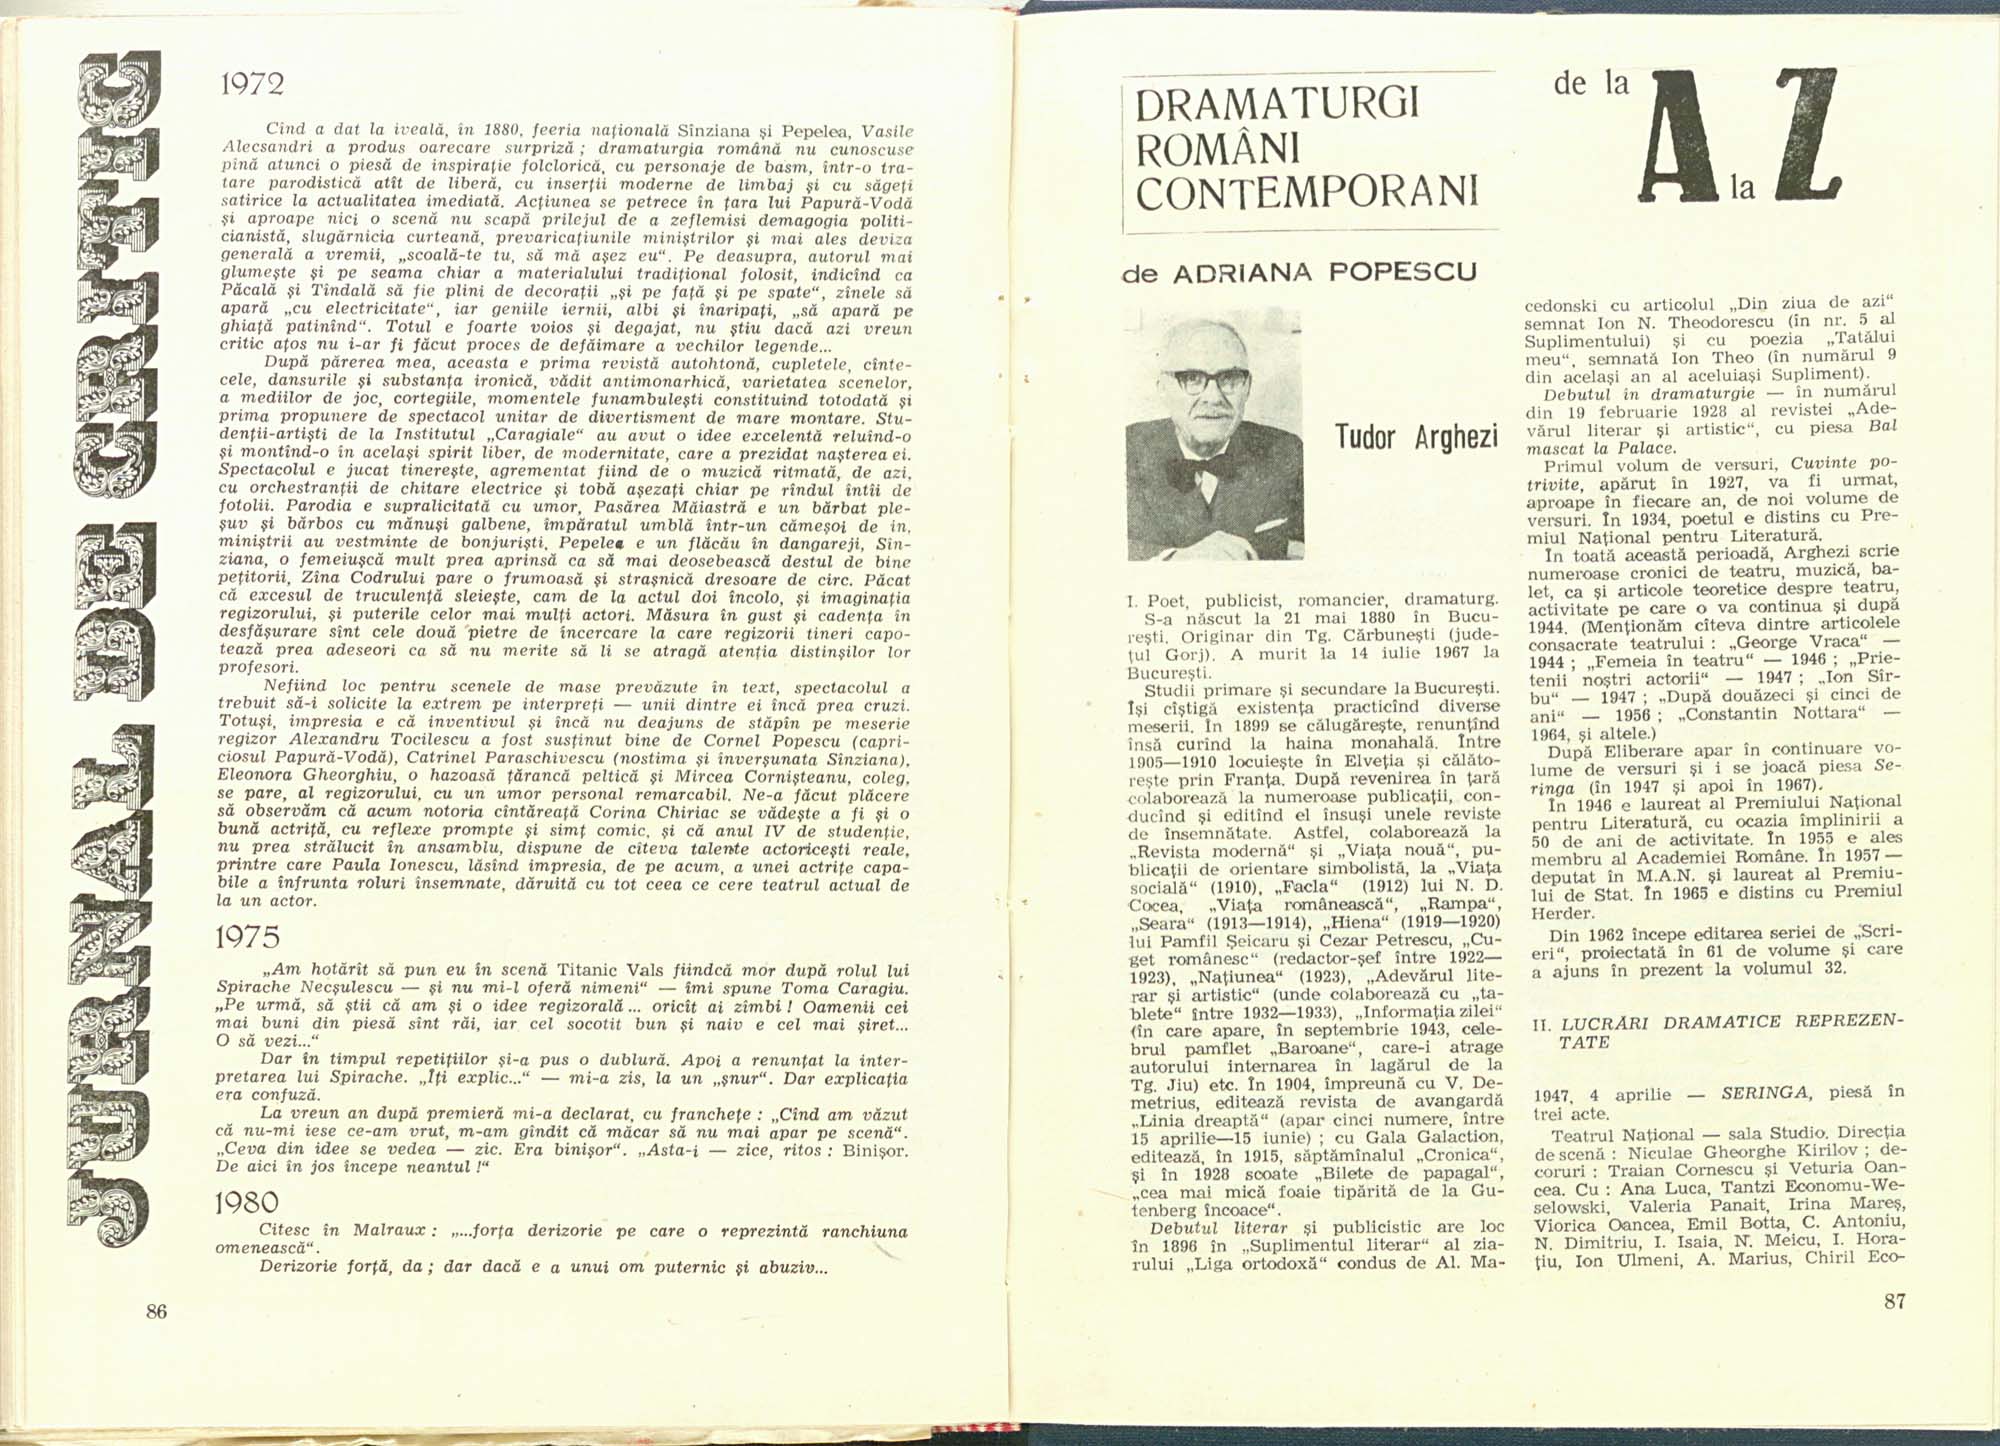 JURNAL DE CRITIC
1972
Cînd a dat la iveală, în 1880, feeria națională Sînziana și Pepelea, Vasile
Alecsandri a produs oarecare surpriză ; dramaturgia română nu cunoscuse
pînă atunci o piesă de inspirație folclorică, cu personaje de basm, într-o tra-
tare parodistică atît de liberă, cu inserții moderne de limbaj și cu săgeți
satirice la actualitatea imediată. Acțiunea se petrece în țara lui Papură-Vodă
și aproape nici o scenă nu scapă prilejul de a zeflemisi demagogia politi-
cianistă, slugărnicia curteană, prevaricațiunile miniștrilor și mai ales deviza
generală a vremii, „scoală-te tu, să mă așez eu“. Pe deasupra, autorul mai
glumește și pe seama chiar a materialului tradițional folosit, indicînd ca
Păcală și Tîndală să fie plini de decorații „și pe față și pe spate“, zînele să
apară „cu electricitate“, iar geniile iernii, albi și înaripați, „să apară pe
ghiață patinînd“. Totul e foarte voios și degajat, nu știu dacă azi vreun
critic ațos nu i-ar fi făcut proces de defăimare a vechilor legende...
După părerea mea, aceasta e prima revistă autohtonă, cupletele, cînte-
cele, dansurile și substanța ironică, vădit antimonarhică, varietatea scenelor,
a mediilor de joc, cortegiile, momentele funambulești constituind totodată și
prima propunere de spectacol unitar de divertisment de mare montare. Stu-
denții-artiști de la Institutul „Caragiale“ au avut o idee excelentă reluînd-o
și montînd-o în același spirit liber, de modernitate, care a prezidat nașterea ei.
Spectacolul e jucat tinerește, agrementat fiind de o muzică ritmată, de azi,
cu orchestranții de chitare electrice și tobă așezați chiar pe rîndul întîi de
fotolii. Parodia e supralicitată cu umor, Pasărea Măiastră e un bărbat ple-
șuv și bărbos cu mănuși galbene, împăratul umblă într-un cămeșoi de in,
miniștrii au vestminte de bonjuriști, Pepelea e un flăcău în dangareji, Sîn-
ziana, o femeiușcă mult prea aprinsă ca să mai deosebească destul de bine
pețitorii, Zîna Codrului pare o frumoasă și strașnică dresoare de circ. Păcat
că excesul de truculență sleiește, cam de la actul doi încolo, și imaginația
regizorului, și puterile celor mai mulți actori. Măsura în gust și cadența în
desfășurare sînt cele două pietre de încercare la care regizorii tineri capo-
tează prea adeseori ca să nu merite să li se atragă atenția distinșilor lor
profesori.
Nefiind loc pentru scenele de mase prevăzute în text, spectacolul a
trebuit să-i solicite la extrem pe interpreți — unii dintre ei încă prea cruzi.
Totuși, impresia e că inventivul și încă nu deajuns de stăpîn pe meserie
regizor Alexandru Tocilescu a fost susținut bine de Cornel Popescu (capri-
ciosul Papură-Vodă), Catrinel Paraschivescu (nostima și înverșunata Sînziana),
Eleonora Gheorghiu, o hazoasă țărancă peltică și Mircea Cornișteanu, coleg,
se pare, al regizorului, cu un umor personal remarcabil. Ne-a făcut plăcere
să observăm că acum notoria cîntăreață Corina Chiriac se vădește a fi și o
bună actriță, cu reflexe prompte și simț comic, și că anul IV de studenție,
nu prea strălucit în ansamblu, dispune de cîteva talente actoricești reale,
printre care Paula Ionescu, lăsînd impresia, de pe acum, a unei actrițe capa-
bile a înfrunta roluri însemnate, dăruită cu tot ceea ce cere teatrul actual de
la un actor.
1975
„Am hotărît să pun eu în scenă Titanic Vals fiindcă mor după rolul lui
Spirache Necșulescu — și nu mi-l oferă nimeni“ — îmi spune Toma Caragiu.
„Pe urmă, să știi că am și o idee regizorală... oricît ai zîmbi ! Oamenii cei
mai buni din piesă sînt răi, iar cel socotit bun și naiv e cel mai șiret...
O să vezi...“
Dar în timpul repetițiilor și-a pus o dublură. Apoi a renunțat la inter-
pretarea lui Spirache. „Îți explic...“ — mi-a zis, la un „șnur“. Dar explicația
era confuză.
La vreun an după premieră mi-a declarat, cu franchețe : „Cînd am văzut
că nu-mi iese ce-am vrut, m-am gîndit că măcar să nu mai apar pe scenă“.
„Ceva din idee se vedea — zic. Era binișor“. „Asta-i — zice, ritos : Binișor.
De aici în jos începe neantul !“
1980
Citesc în Malraux : „...forța derizorie pe care o reprezintă ranchiuna
omenească“.
Derizorie forță, da ; dar dacă e a unui om puternic și abuziv...
86
DRAMATURGI
ROMÂNI
CONTEMPORANI
de la A la Z
de ADRIANA POPESCU
Tudor Arghezi
I. Poet, publicist, romancier, dramaturg.
S-a născut la 21 mai 1880 în Bucu-
rești. Originar din Tg. Cărbunești (jude-
țul Gorj). A murit la 14 iulie 1967 la
București.
Studii primare și secundare la București.
Își cîștigă existența practicînd diverse
meserii. În 1899 se călugărește, renunțînd
însă curînd la haina monahală. Între
1905—1910 locuiește în Elveția și călăto-
rește prin Franța. După revenirea în țară
colaborează la numeroase publicații, con-
ducînd și editînd el însuși unele reviste
de însemnătate. Astfel, colaborează la
„Revista modernă“ și „Viața nouă“, pu-
blicații de orientare simbolistă, la „Viața
socială“ (1910), „Facla“ (1912) lui N. D.
Cocea, „Viața românească“, „Rampa“,
„Seara“ (1913—1914), „Hiena“ (1919—1920)
lui Pamfil Șeicaru și Cezar Petrescu, „Cu-
get românesc“ (redactor-șef între 1922—
1923), „Națiunea“ (1923), „Adevărul lite-
rar și artistic“ (unde colaborează cu „ta-
blete“ între 1932—1933), „Informația zilei“
(în care apare, în septembrie 1943, cele-
brul pamflet „Baroane“, care-i atrage
autorului internarea în lagărul de la
Tg. Jiu) etc. În 1904, împreună cu V. De-
metrius, editează revista de avangardă
„Linia dreaptă“ (apar cinci numere, între
15 aprilie—15 iunie) ; cu Gala Galaction,
editează, în 1915, săptămînalul „Cronica“,
și în 1928 scoate „Bilete de papagal“,
„cea mai mică foaie tipărită de la Gu-
tenberg încoace“.
Debutul literar și publicistic are loc
în 1896 în „Suplimentul literar“ al zia-
rului „Liga ortodoxă“ condus de Al. Ma-
cedonski cu articolul „Din ziua de azi“
semnat Ion N. Theodorescu (în nr. 5 al
Suplimentului) și cu poezia „Tatălui
meu“, semnată Ion Theo (în numărul 9
din același an al aceluiași Supliment).
Debutul în dramaturgie — în numărul
din 19 februarie 1928 al revistei „Ade-
vărul literar și artistic“, cu piesa Bal
mascat la Palace.
Primul volum de versuri, Cuvinte po-
trivite, apărut în 1927, va fi urmat,
aproape în fiecare an, de noi volume de
versuri. În 1934, poetul e distins cu Pre-
miul Național pentru Literatură.
În toată această perioadă, Arghezi scrie
numeroase cronici de teatru, muzică, ba-
let, ca și articole teoretice despre teatru,
activitate pe care o va continua și după
1944. (Menționăm cîteva dintre articolele
consacrate teatrului : „George Vraca“ —
1944 ; „Femeia în teatru“ — 1946 ; „Prie-
tenii noștri actorii“ — 1947 ; „Ion Sîr-
bu“ — 1947 ; „După douăzeci și cinci de
ani“ — 1956 ; „Constantin Nottara“ —
1964, și altele.)
După Eliberare apar în continuare vo-
lume de versuri și i se joacă piesa Se-
ringa (în 1947 și apoi în 1967).
În 1946 e laureat al Premiului Național
pentru Literatură, cu ocazia împlinirii a
50 de ani de activitate. În 1955 e ales
membru al Academiei Române. În 1957 —
deputat în M.A.N. și laureat al Premiu-
lui de Stat. În 1965 e distins cu Premiul
Herder.
Din 1962 începe editarea seriei de „Scri-
eri“, proiectată în 61 de volume și care
a ajuns în prezent la volumul 32.
II. LUCRĂRI DRAMATICE REPREZEN-
TATE
1947, 4 aprilie — SERINGA, piesă în
trei acte.
Teatrul Național — sala Studio. Direcția
de scenă : Niculae Gheorghe Kirilov ; de-
coruri : Traian Cornescu și Veturia Oan-
cea. Cu : Ana Luca, Tantzi Economu-We-
selowski, Valeria Panait, Irina Mareș,
Viorica Oancea, Emil Botta, C. Antoniu,
N. Dimitriu, I. Isaia, N. Meicu, I. Hora-
țiu, Ion Ulmeni, A. Marius, Chiril Eco-
87